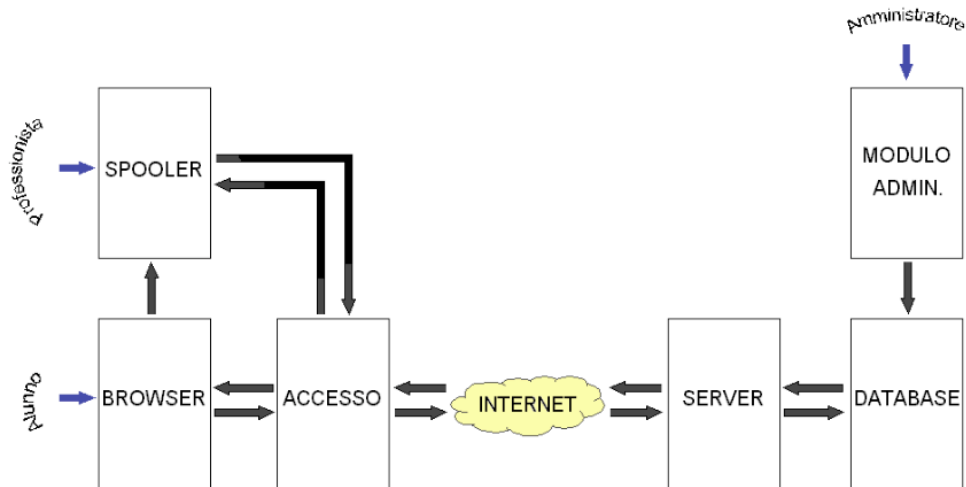 Amministratore
Professionista
SPOOLER
MODULO
ADMIN.
Alunno
BROWSER
ACCESSO
INTERNET
SERVER
DATABASE